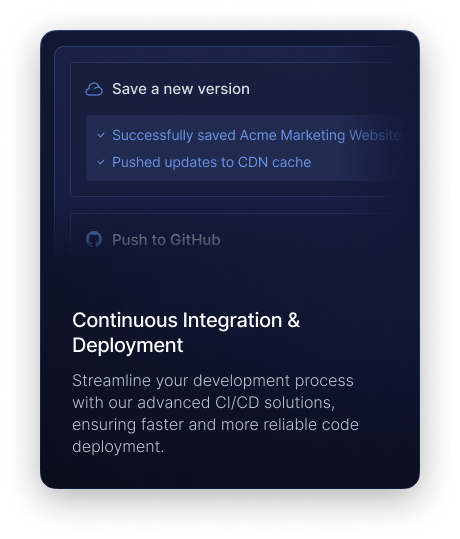 Save a new version
Successfully saved Acme Marketing Website
Pushed updates to CDN cache
Push to GitHub
Continuous Integration &
Deployment
Streamline your development process
with our advanced CI/CD solutions,
ensuring faster and more reliable code
deployment.